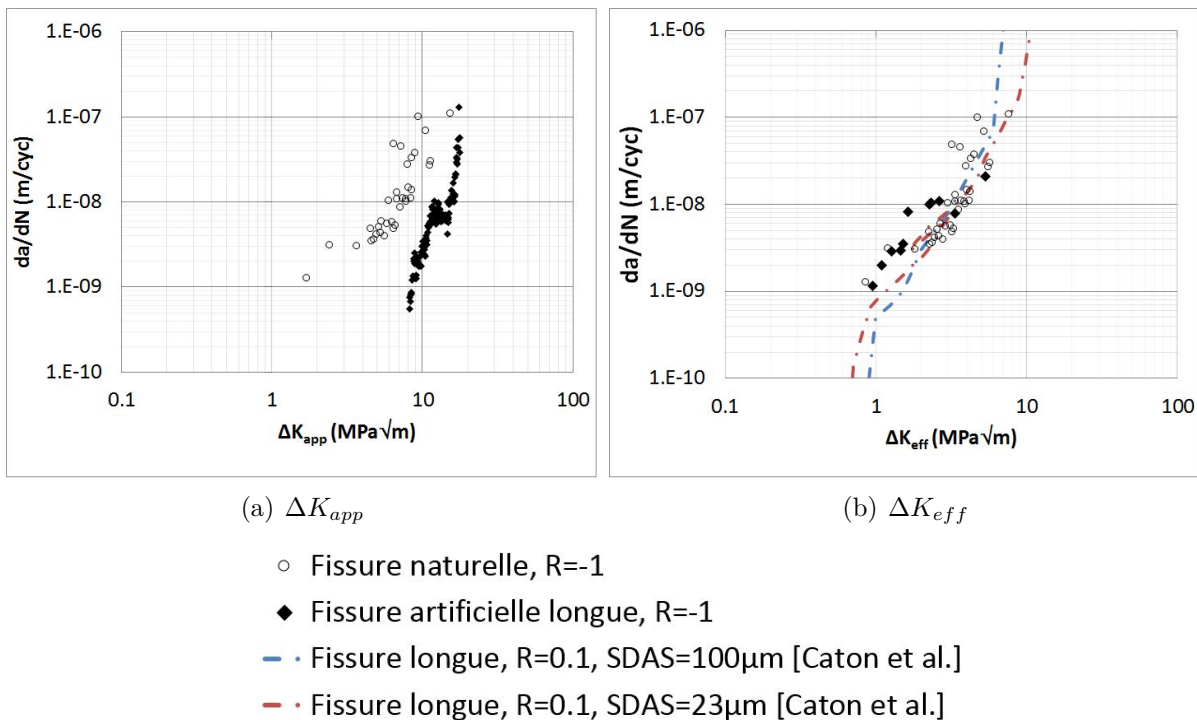 1.E-06
1.E-07
1.E-08
1.E-09
1.E-10
da/dN (m/cyc)
0.1 1 10 100
ΔKapp (MPa√m)
1.E-06
1.E-07
1.E-08
1.E-09
1.E-10
da/dN (m/cyc)
0.1 1 10 100
ΔKeff (MPa√m)
(a) ΔKapp
(b) ΔKeff
Fissure naturelle, R=-1
Fissure artificielle longue, R=-1
Fissure longue, R=0.1, SDAS=100µm [Caton et al.]
Fissure longue, R=0.1, SDAS=23µm [Caton et al.]